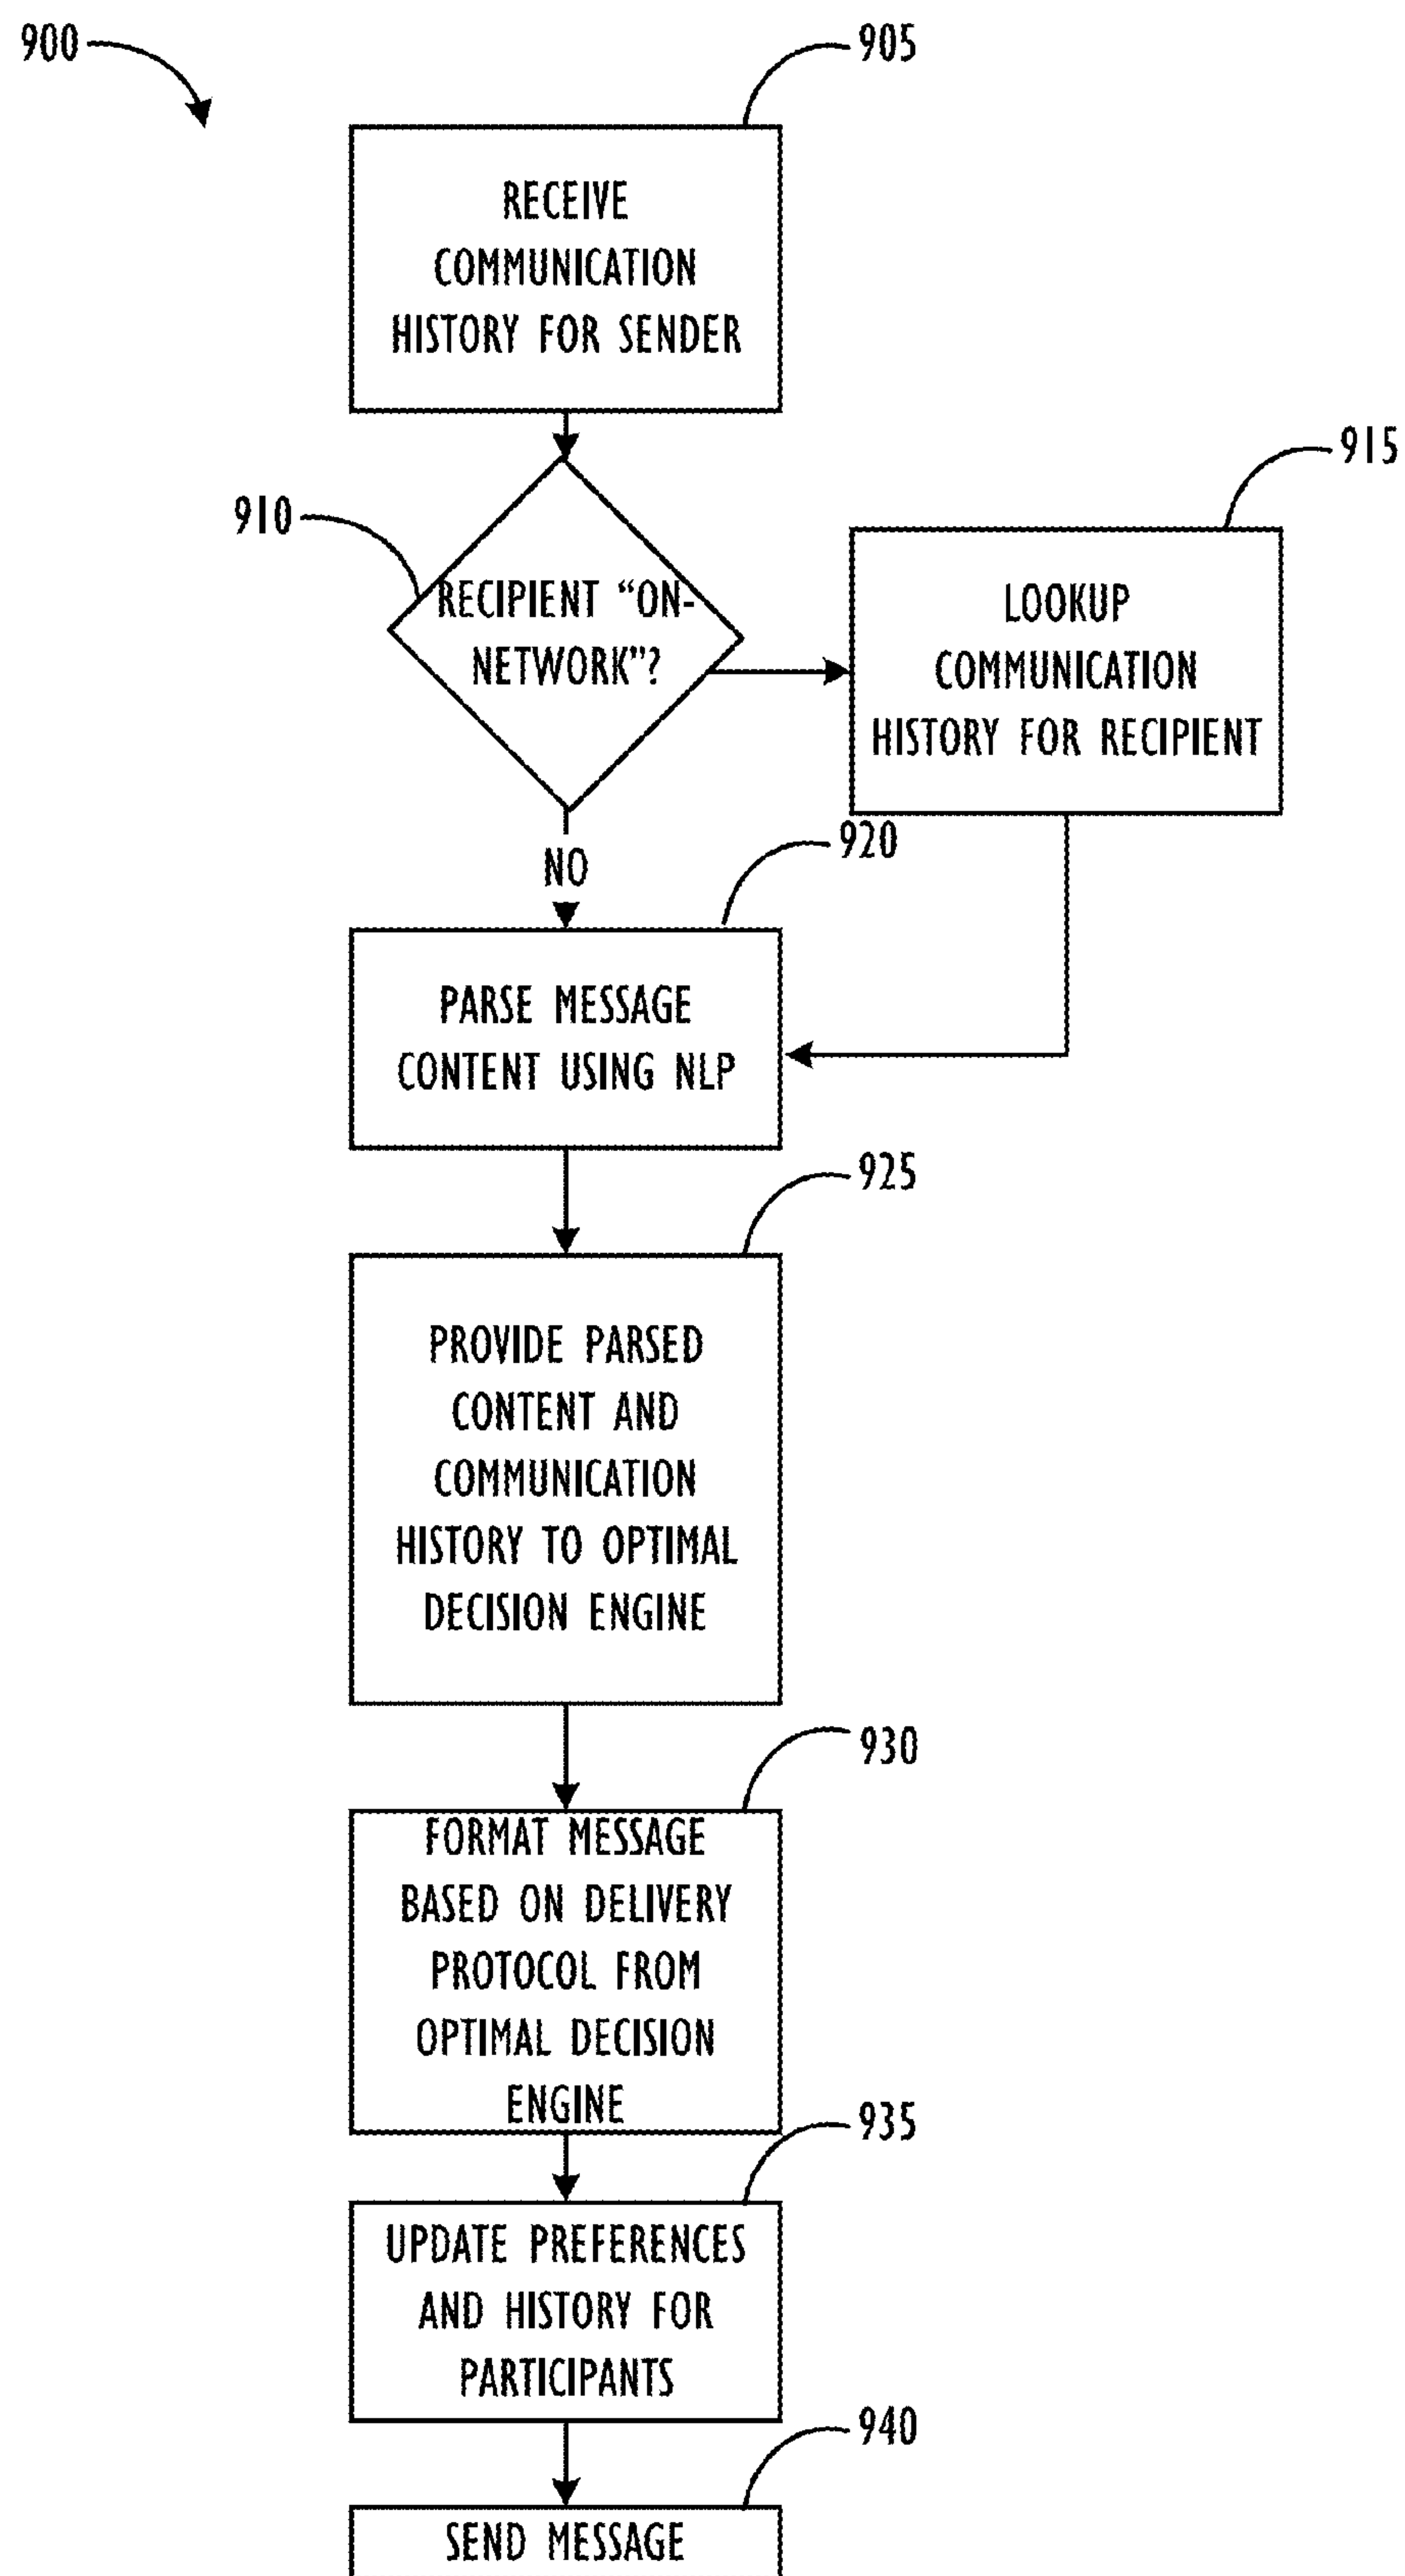 900
905
RECEIVE
COMMUNICATION
HISTORY FOR SENDER
910
RECIPIENT “ON-
NETWORK”?
915
LOOKUP
COMMUNICATION
HISTORY FOR RECIPIENT
NO
920
PARSE MESSAGE
CONTENT USING NLP
925
PROVIDE PARSED
CONTENT AND
COMMUNICATION
HISTORY TO OPTIMAL
DECISION ENGINE
930
FORMAT MESSAGE
BASED ON DELIVERY
PROTOCOL FROM
OPTIMAL DECISION
ENGINE
935
UPDATE PREFERENCES
AND HISTORY FOR
PARTICIPANTS
940
SEND MESSAGE